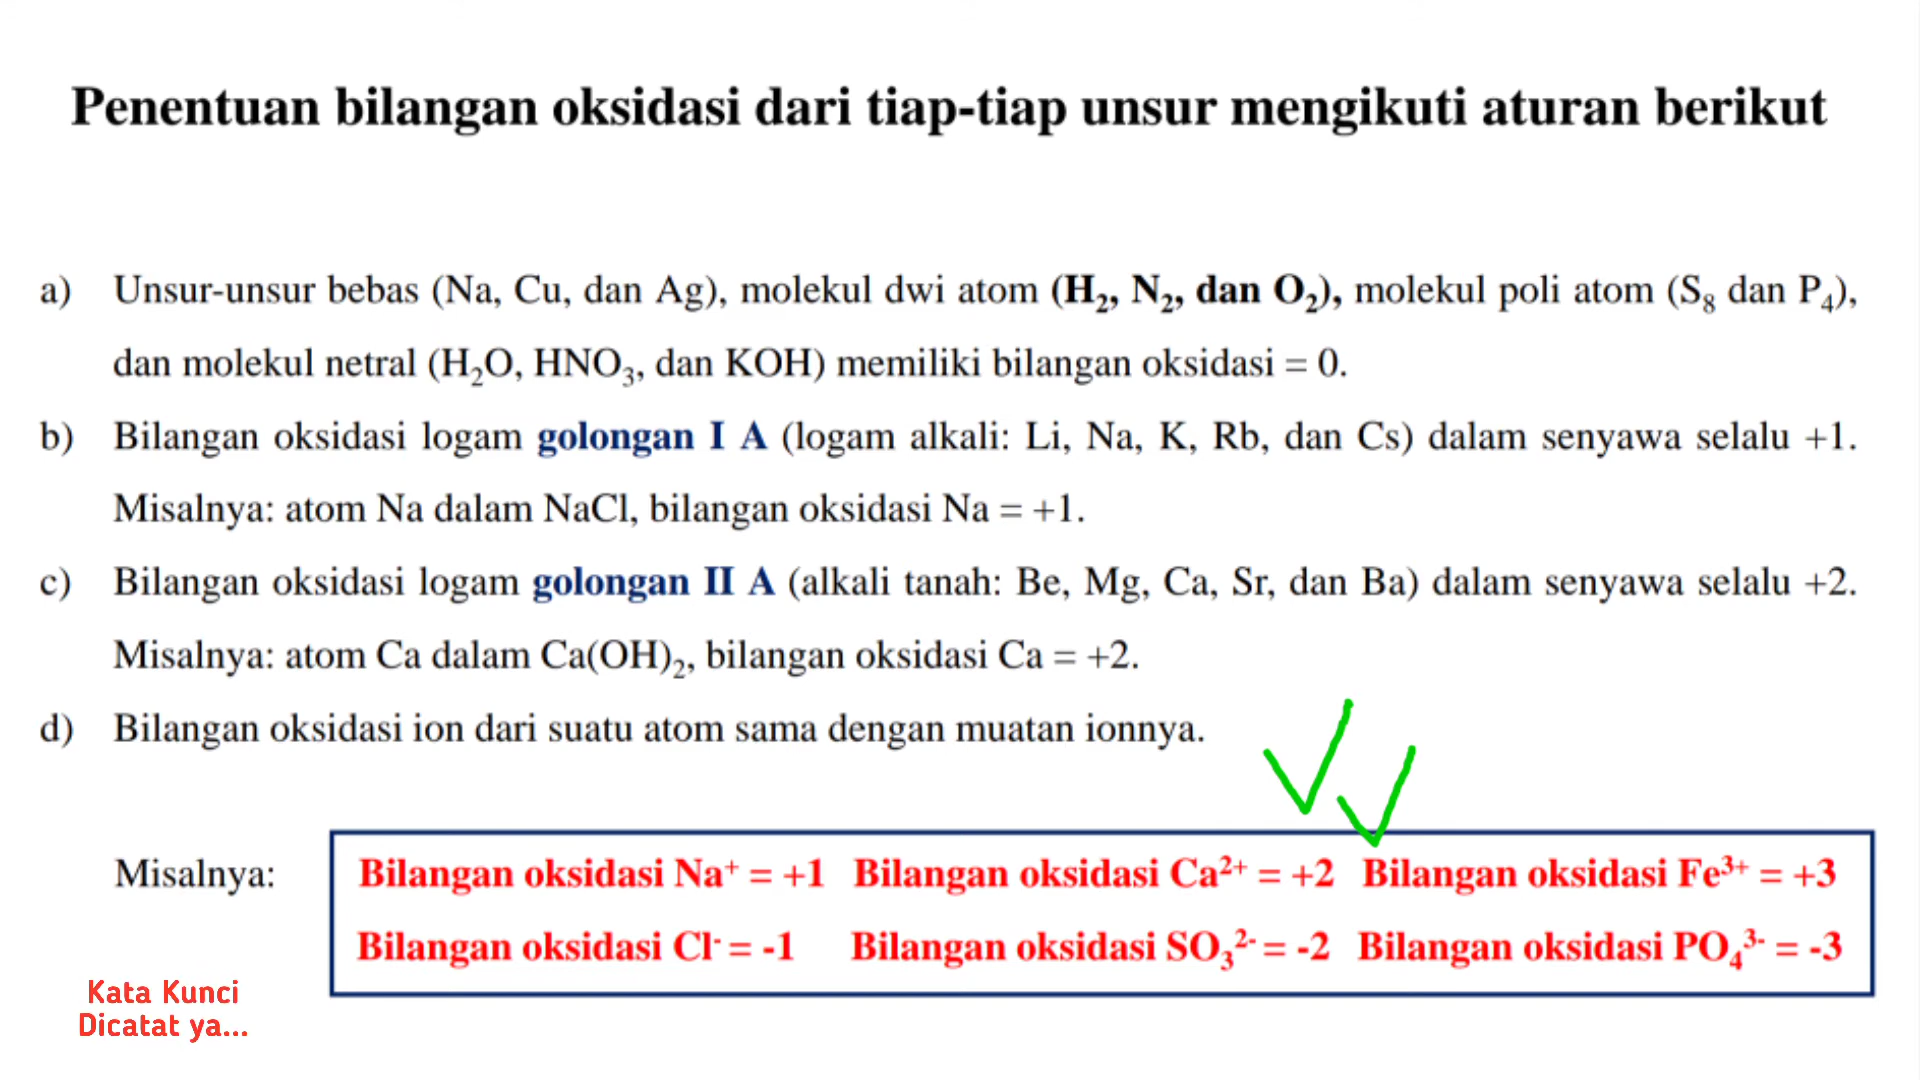 Penentuan bilangan oksidasi dari tiap-tiap unsur mengikuti aturan berikut
a) Unsur-unsur bebas (Na, Cu, dan Ag), molekul dwi atom (H₂, N₂, dan O₂), molekul poli atom (S₈ dan P₄),
dan molekul netral (H₂O, HNO₃, dan KOH) memiliki bilangan oksidasi = 0.
b) Bilangan oksidasi logam golongan I A (logam alkali: Li, Na, K, Rb, dan Cs) dalam senyawa selalu +1.
Misalnya: atom Na dalam NaCl, bilangan oksidasi Na = +1.
c) Bilangan oksidasi logam golongan II A (alkali tanah: Be, Mg, Ca, Sr, dan Ba) dalam senyawa selalu +2.
Misalnya: atom Ca dalam Ca(OH)₂, bilangan oksidasi Ca = +2.
d) Bilangan oksidasi ion dari suatu atom sama dengan muatan ionnya.
Misalnya: Bilangan oksidasi Na⁺ = +1 Bilangan oksidasi Ca²⁺ = +2 Bilangan oksidasi Fe³⁺ = +3
Bilangan oksidasi Cl⁻ = -1 Bilangan oksidasi SO₃²⁻ = -2 Bilangan oksidasi PO₄³⁻ = -3
Kata Kunci
Dicatat ya...